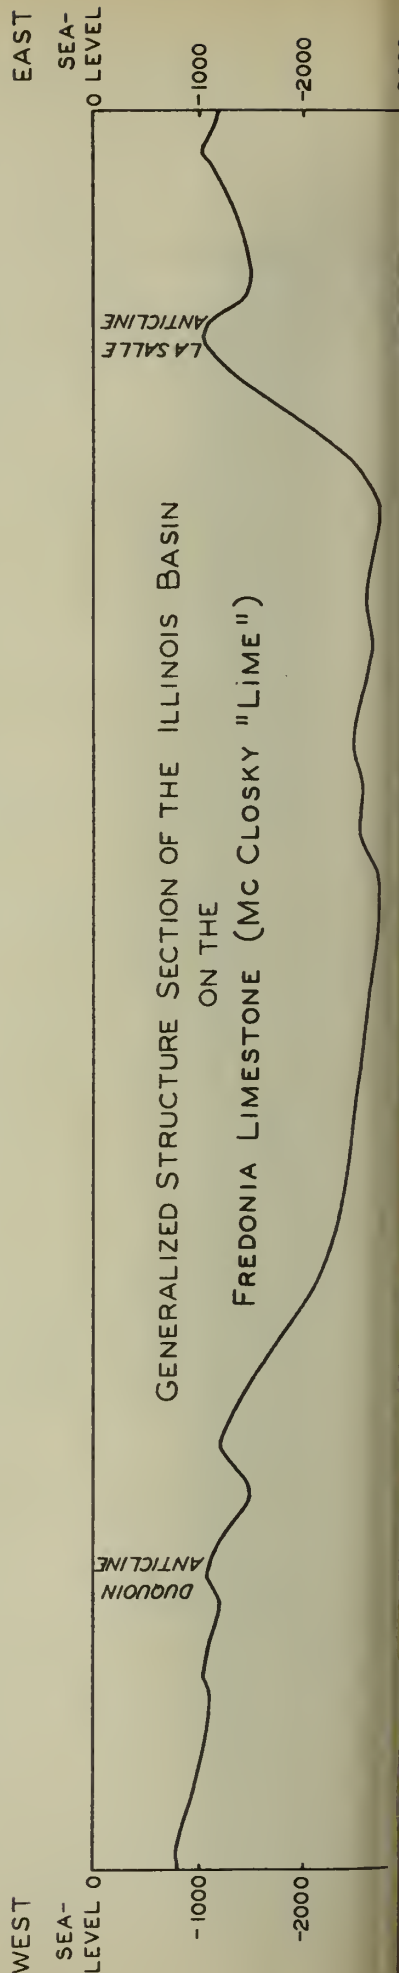 WEST
SEA-
LEVEL
0
-1000
-2000
DUQUOIN
ANTICLINE
GENERALIZED STRUCTURE SECTION OF THE ILLINOIS BASIN
ON THE
FREDONIA LIMESTONE (MC CLOSKY "LIME")
LA SALLE
ANTICLINE
EAST
SEA-
LEVEL
0
-1000
-2000